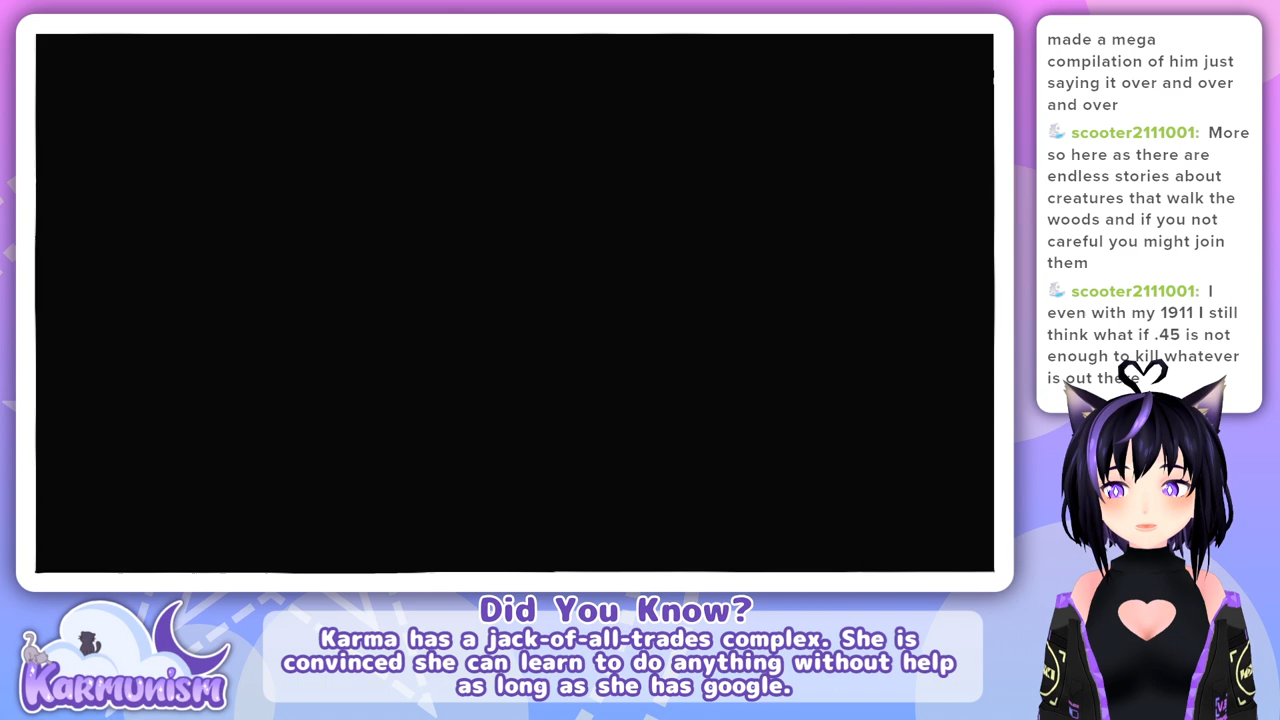 made a mega
compilation of him just
saying it over and over
and over
scooter2111001: More
so here as there are
endless stories about
creatures that walk the
woods and if you not
careful you might join
them
scooter2111001: I
even with my 1911 I still
think what if .45 is not
enough to kill whatever
is out there
Did You Know?
Karma has a jack-of-all-trades complex. She is
convinced she can learn to do anything without help
as long as she has google.
Karmunism